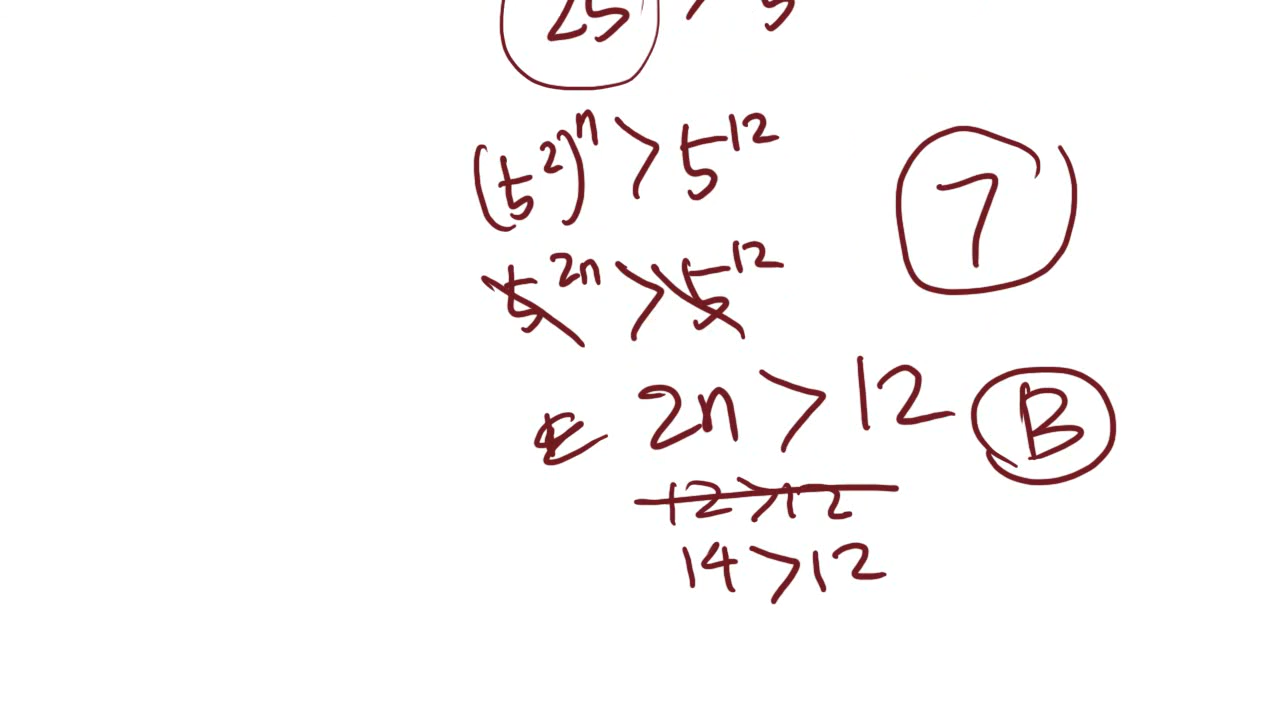 25 > 5
(5²)ⁿ > 5¹²
7
5²ⁿ > 5¹²
2n > 12
B
12 > 12
14 > 12